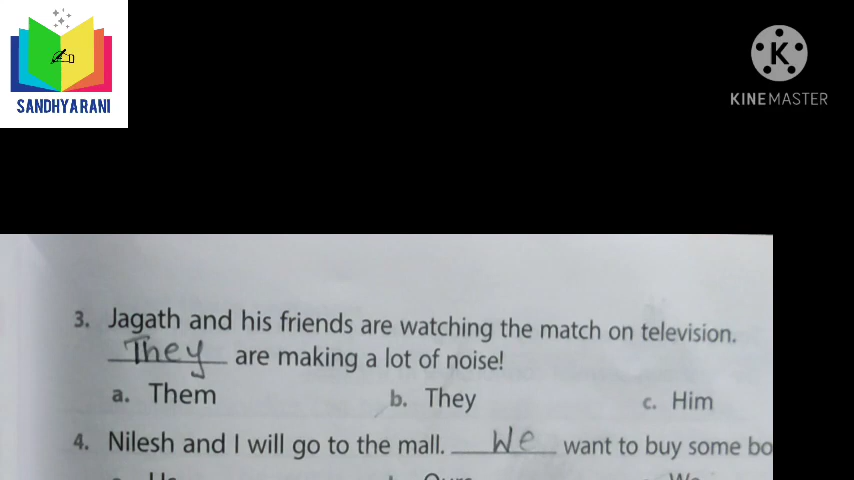 SANDHYARANI
KINEMASTER
3. Jagath and his friends are watching the match on television.
They are making a lot of noise!
a. Them b. They c. Him
4. Nilesh and I will go to the mall. We want to buy some bo